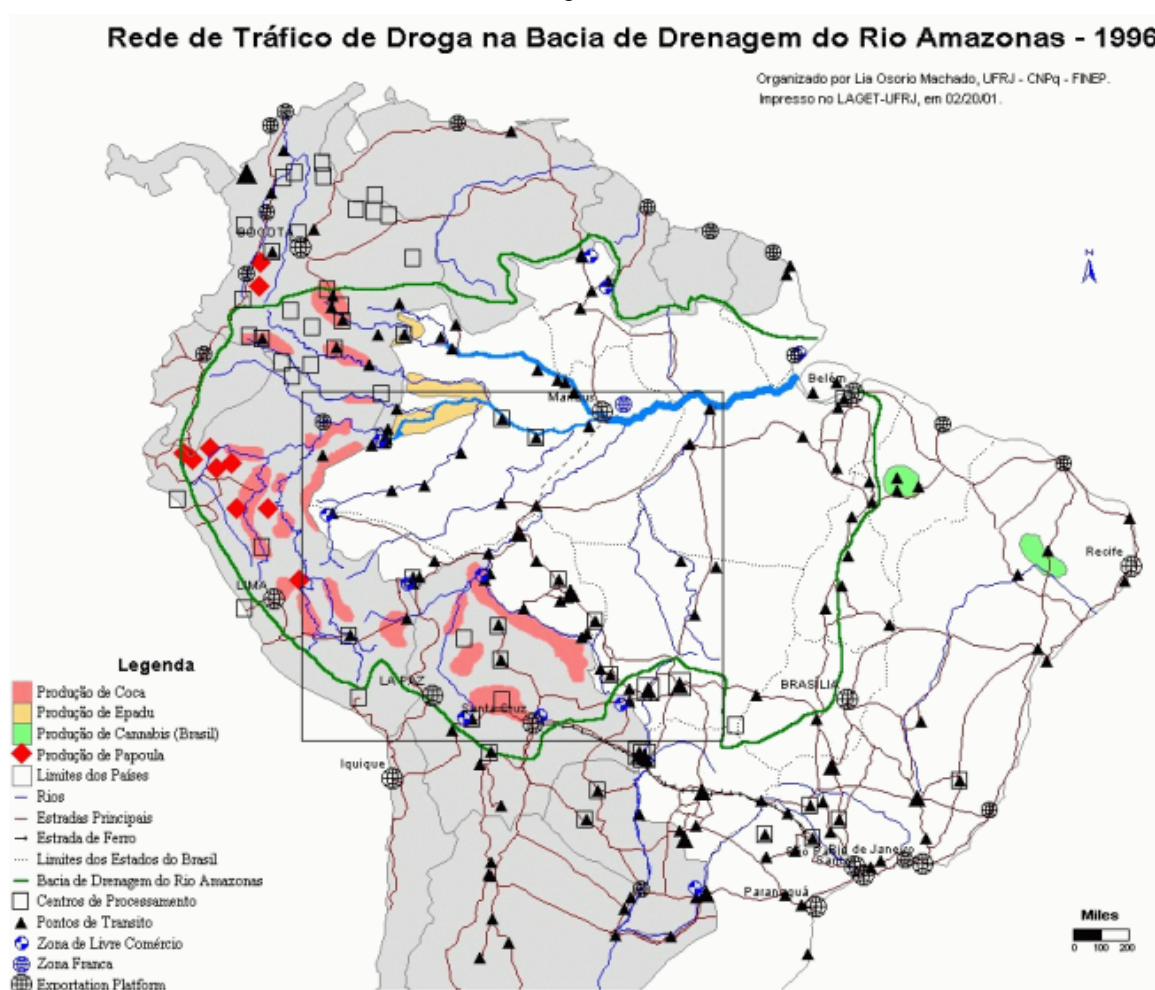 Rede de Tráfico de Droga na Bacia de Drenagem do Rio Amazonas - 1996
Organizado por Lia Osorio Machado, UFRJ - CNPq - FINEP.
Impresso no LAGET-UFRJ, em 02/20/01.
N
BOGOTÁ
Belém
Manaus
Recife
LIMA
LA PAZ
BRASÍLIA
Santa Cruz
Iquique
Rio de Janeiro
Santos
Paranaguá
Legenda
Produção de Coca
Produção de Epadu
Produção de Cannabis (Brasil)
Produção de Papoula
Limites dos Países
Rios
Estradas Principais
Estrada de Ferro
Limites dos Estados do Brasil
Bacia de Drenagem do Rio Amazonas
Centros de Processamento
Pontos de Transito
Zona de Livre Comércio
Zona Franca
Exportation Platform
Miles
0 100 200